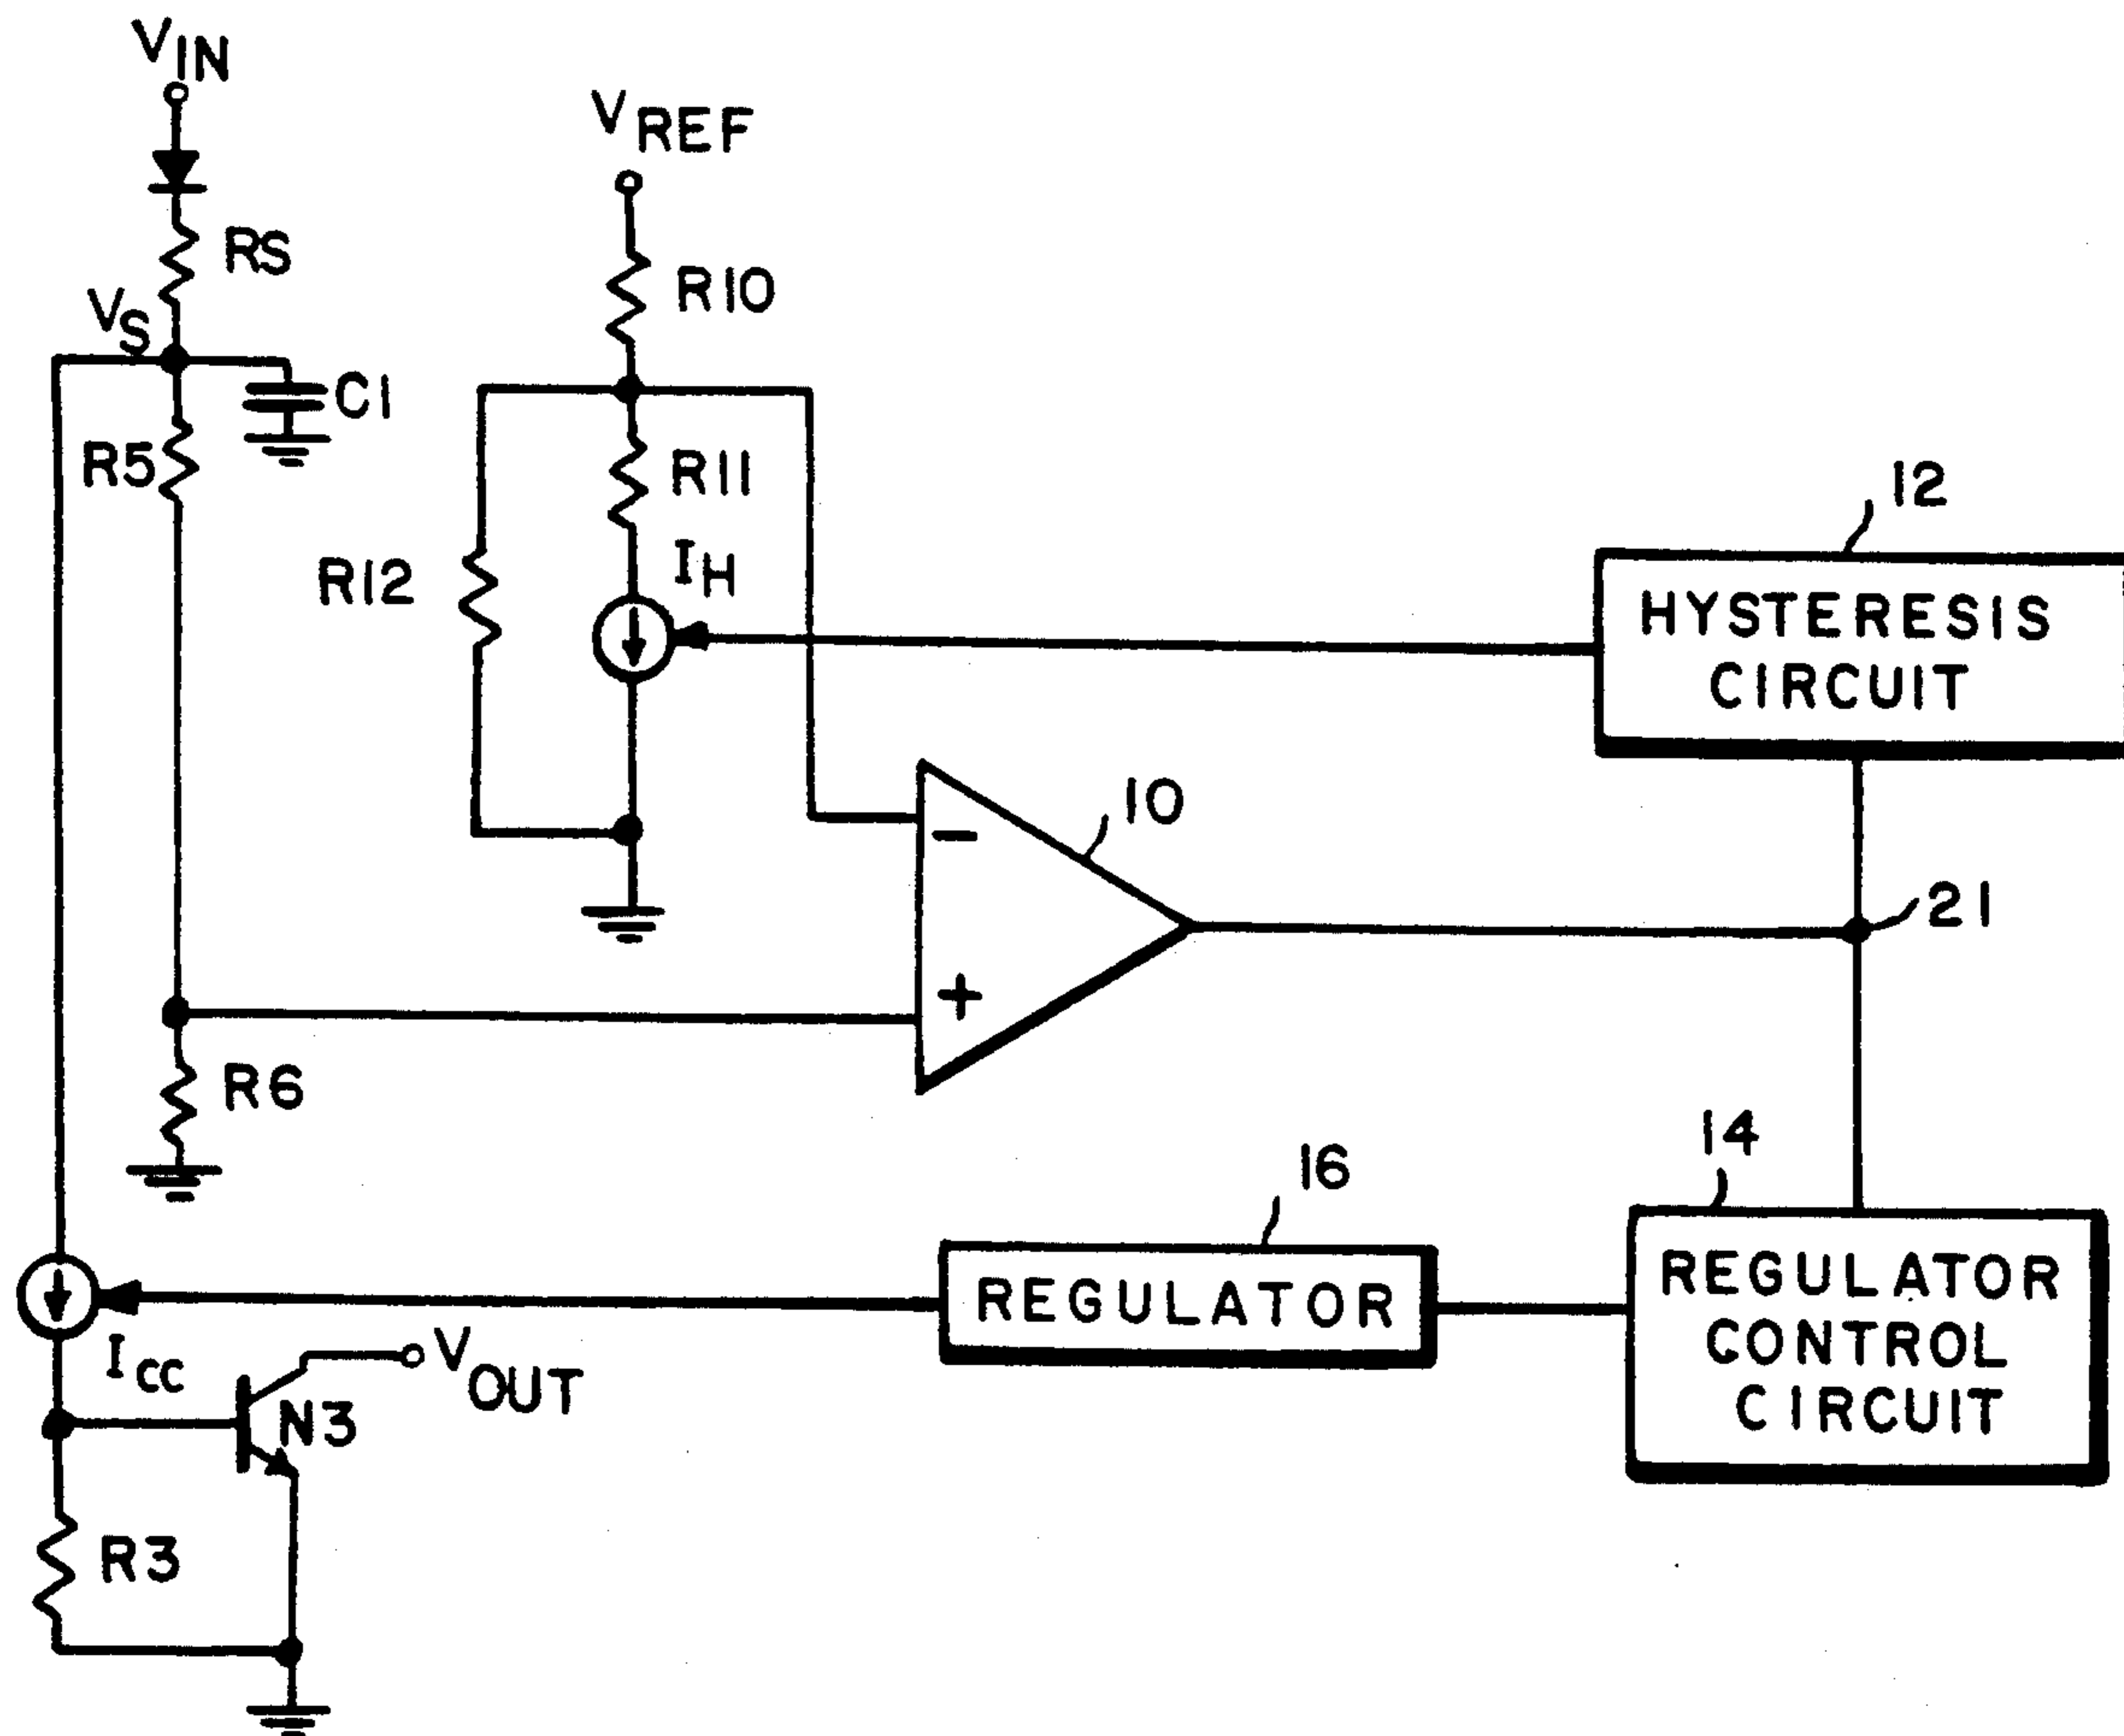 VIN
VREF
RS
R10
VS
C1
R5
R11
12
IH
R12
HYSTERESIS
CIRCUIT
10
−
21
+
R6
14
16
REGULATOR
CONTROL
CIRCUIT
REGULATOR
ICC
VOUT
N3
R3